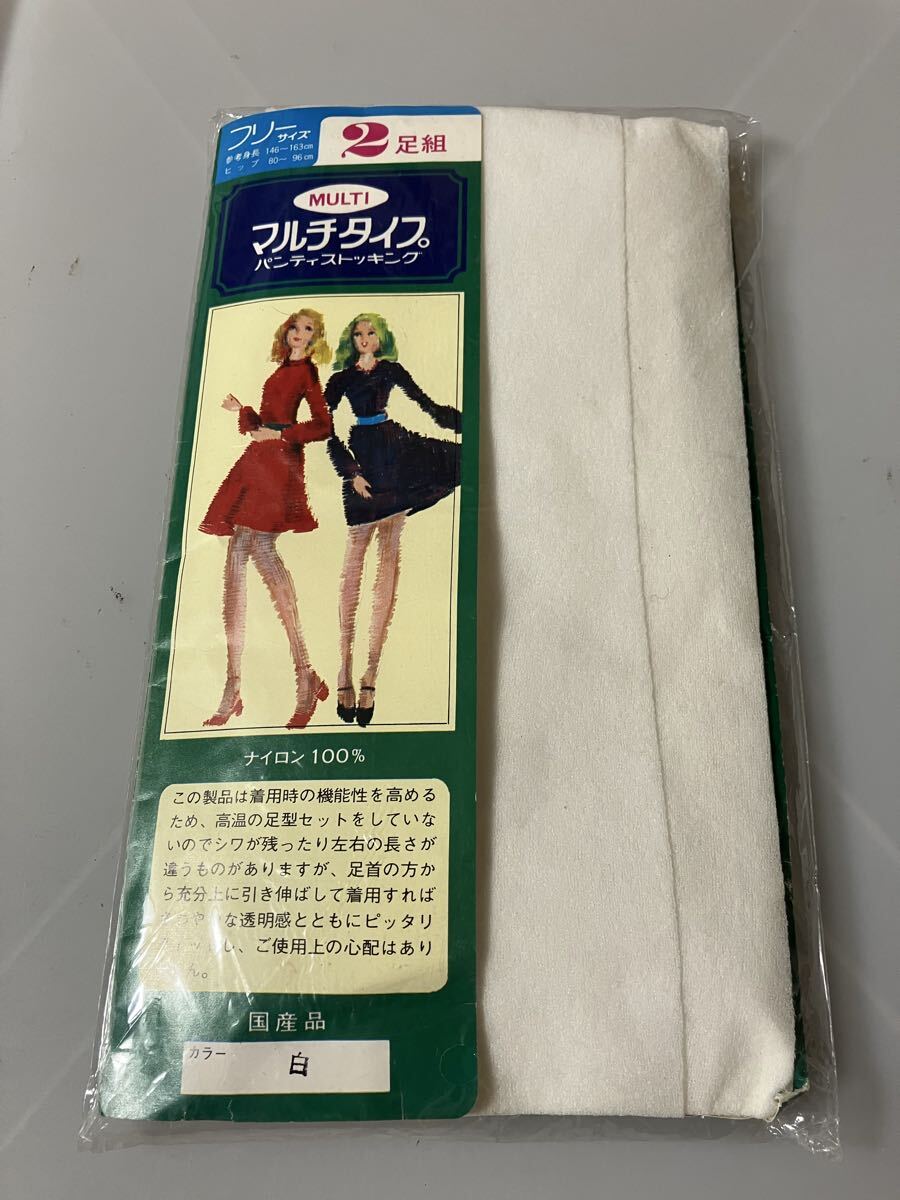 フリーサイズ
参考身長 146〜163cm
ヒップ 80〜 96cm
2足組
MULTI
マルチタイプ
パンティストッキング
ナイロン100%
この製品は着用時の機能性を高める
ため、高温の足型セットをしていな
いのでシワが残ったり左右の長さが
違うものがありますが、足首の方か
ら充分上に引き伸ばして着用すれば
な透明感とともにピッタリ
し、ご使用上の心配はあり
ん。
国産品
カラー
白